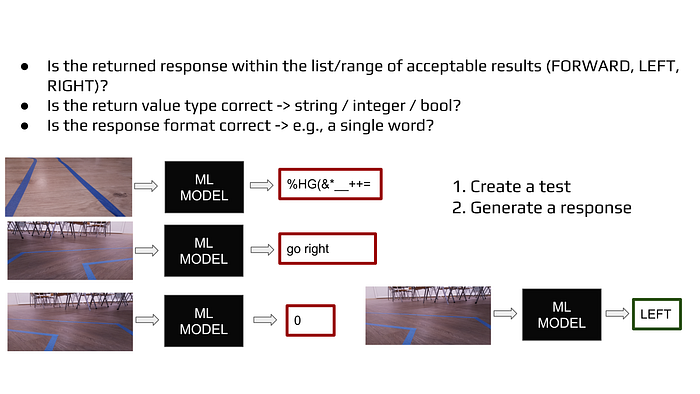 ● Is the returned response within the list/range of acceptable results (FORWARD, LEFT,
RIGHT)?
● Is the return value type correct -> string / integer / bool?
● Is the response format correct -> e.g., a single word?
ML
MODEL
%HG(&*__++=
1. Create a test
2. Generate a response
ML
MODEL
go right
ML
MODEL
0
ML
MODEL
LEFT